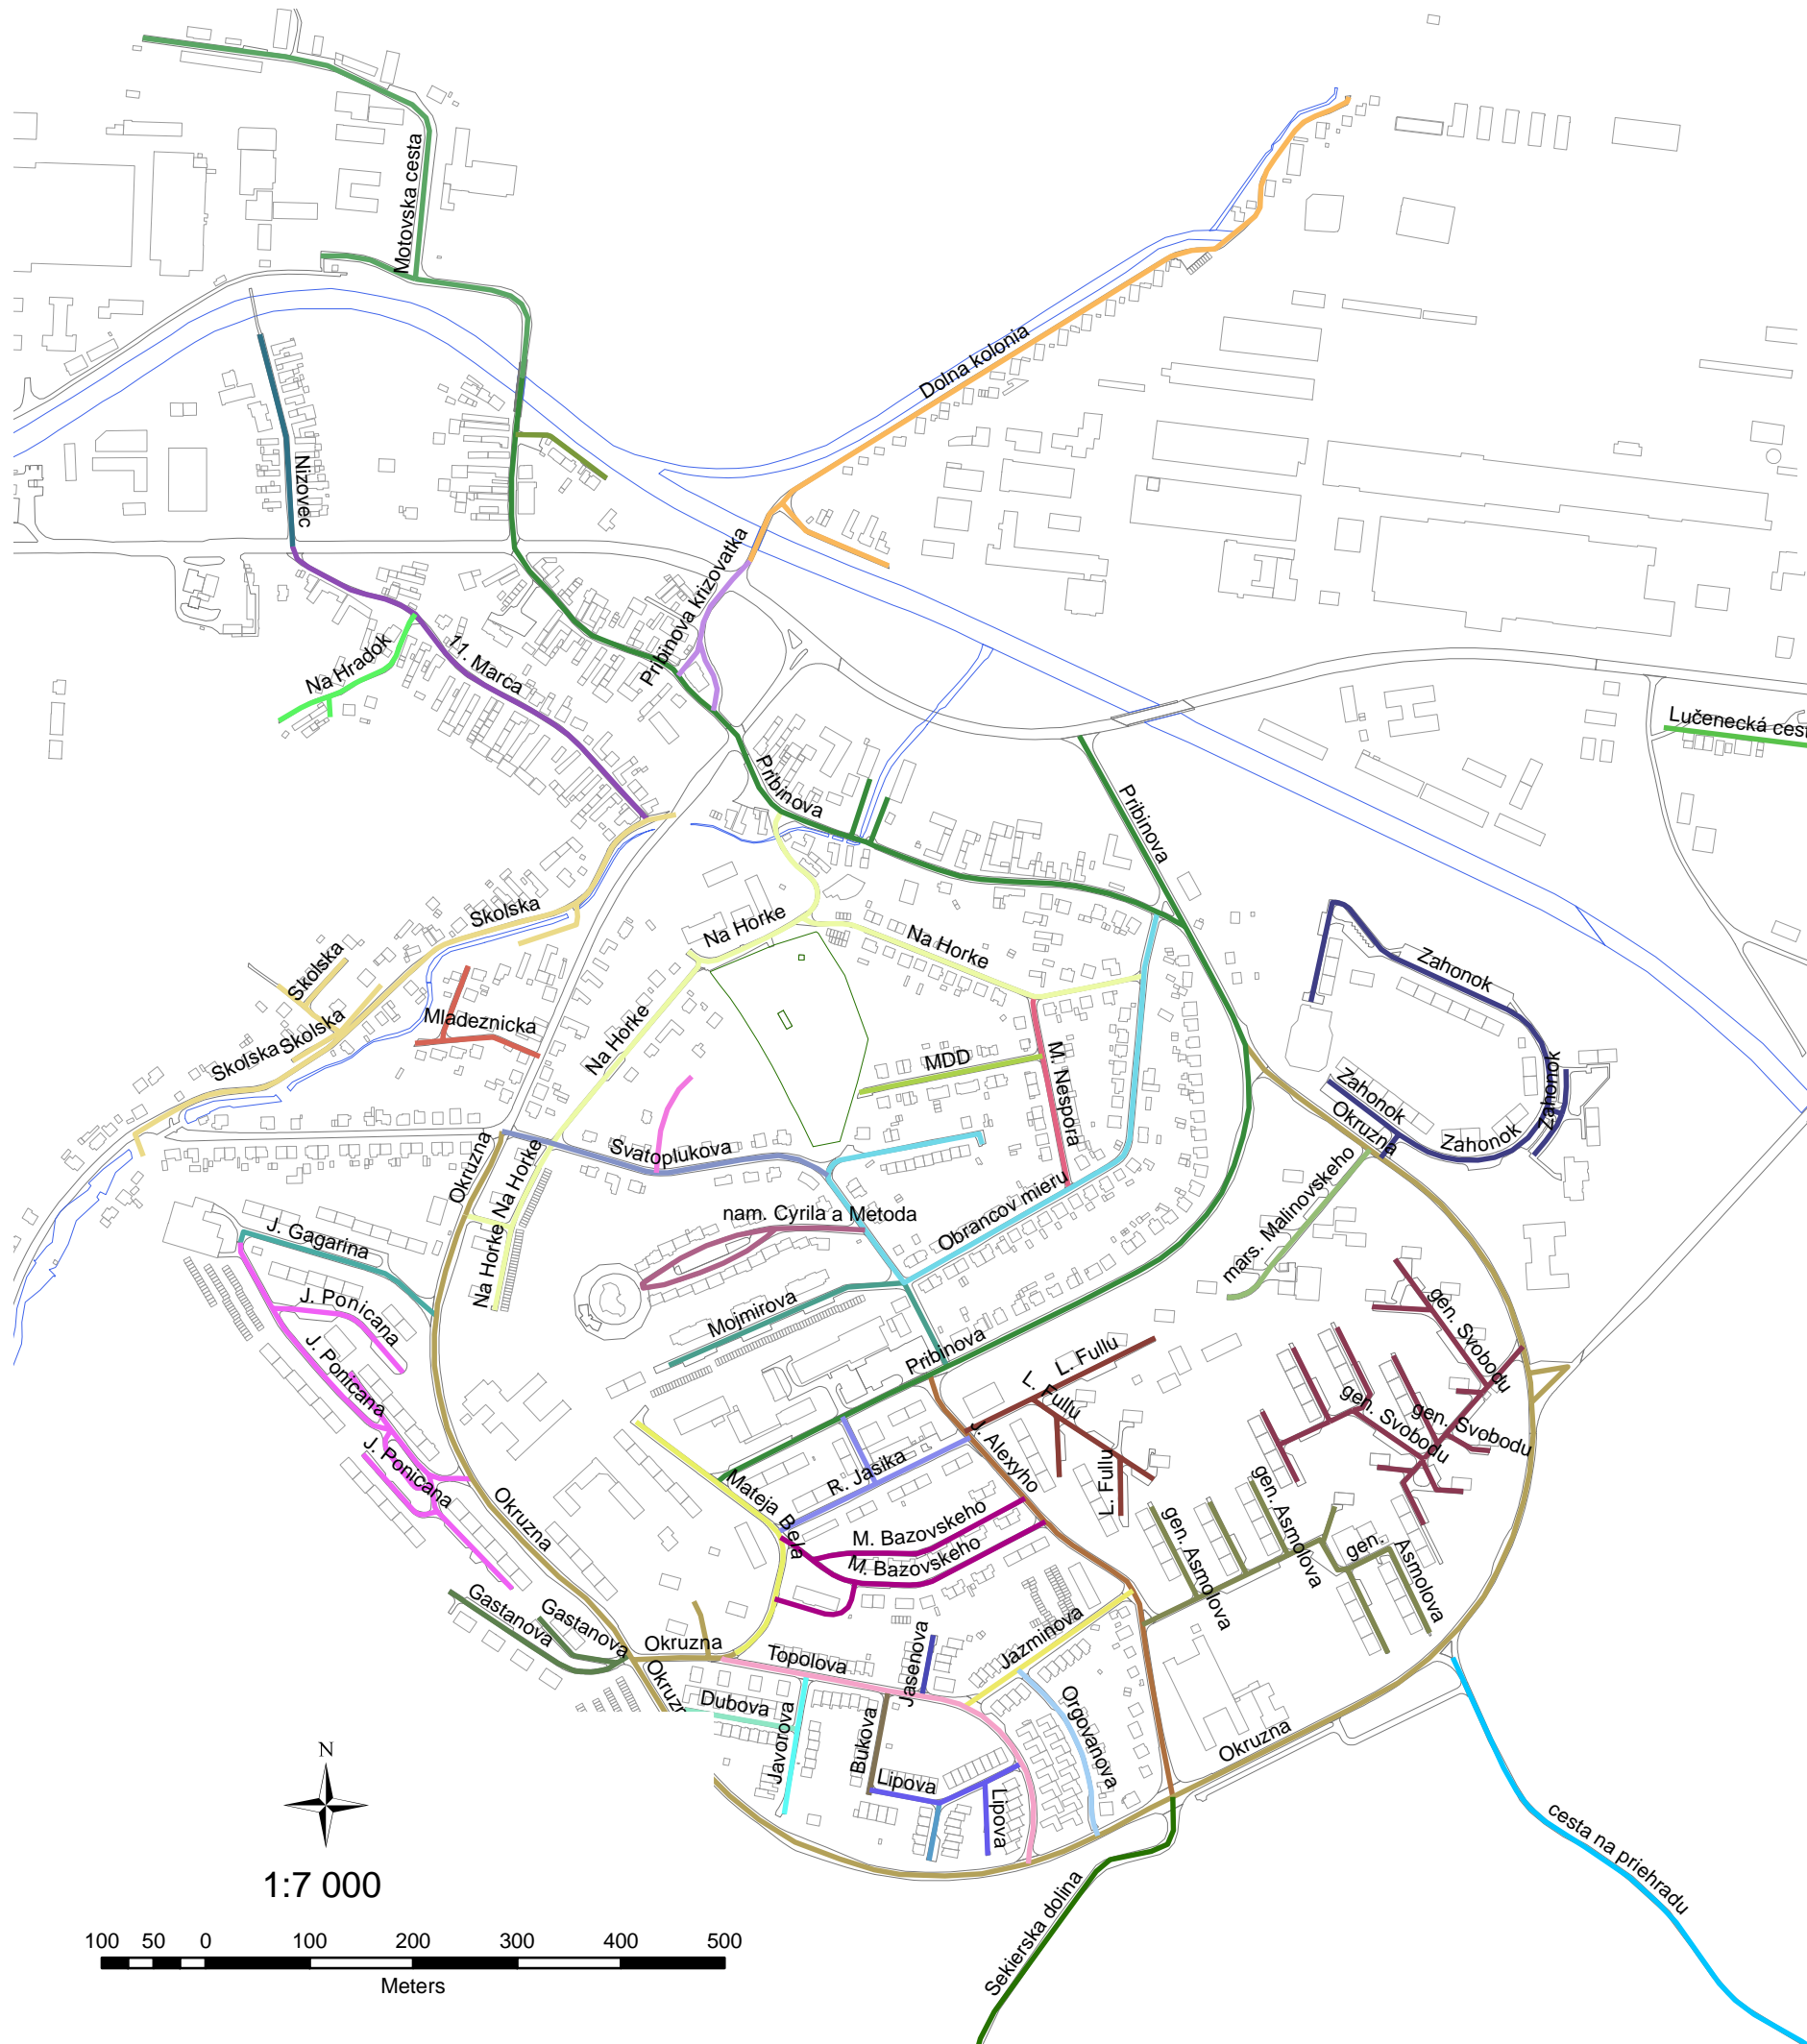 Motovska cesta
Dolna kolonia
Nizovec
Pribinova krizovatka
Na Hradok
11. Marca
Lučenecká cest
Pribinova
Pribinova
Skolska
Na Horke
Na Horke
Skolska
Zahonok
Mladeznicka
Skolska
Skolska
Na Horke
MDD
M. Nespora
Zahonok
Zahonok
Okruzna
Zahonok
Okruzna
Na Horke
Svatoplukova
mars. Malinovskeho
nam. Cyrila a Metoda
Obrancov mieru
J. Gagarina
Na Horke
J. Ponicana
Mojmirova
gen. Svobodu
J. Ponicana
Pribinova
L. Fullu
L. Fullu
gen. Svobodu
gen. Svobodu
J. Ponicana
J. Alexyho
R. Jasika
L. Fullu
Mateja Bela
Okruzna
M. Bazovskeho
M. Bazovskeho
gen. Asmolova
gen. Asmolova
gen. Asmolova
Gastanova
Gastanova
Okruzna
Topolova
Jasenova
Jazminova
Okruzn
Dubova
Javorova
Bukova
Orgovanova
Okruzna
Lipova
Lipova
cesta na priehradu
Sekierska dolina
N
1:7 000
100 50 0 100 200 300 400 500
Meters